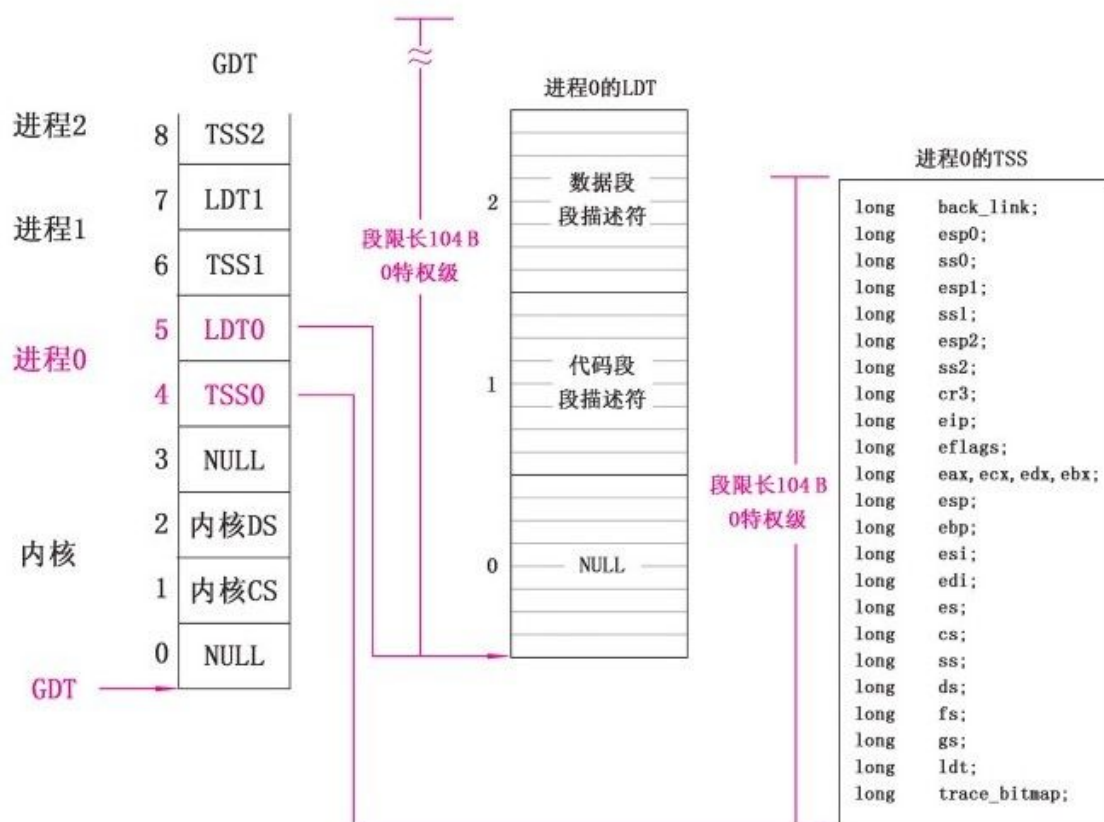 GDT
进程2
8 TSS2
7 LDT1
进程1
6 TSS1
5 LDT0
进程0
4 TSS0
3 NULL
2 内核DS
内核
1 内核CS
0 NULL
GDT
段限长104B
0特权级
进程0的LDT
数据段
2
段描述符
代码段
1
段描述符
0 NULL
段限长104B
0特权级
进程0的TSS
long back_link;
long esp0;
long ss0;
long esp1;
long ss1;
long esp2;
long ss2;
long cr3;
long eip;
long eflags;
long eax,ecx,edx,ebx;
long esp;
long ebp;
long esi;
long edi;
long es;
long cs;
long ss;
long ds;
long fs;
long gs;
long ldt;
long trace_bitmap;